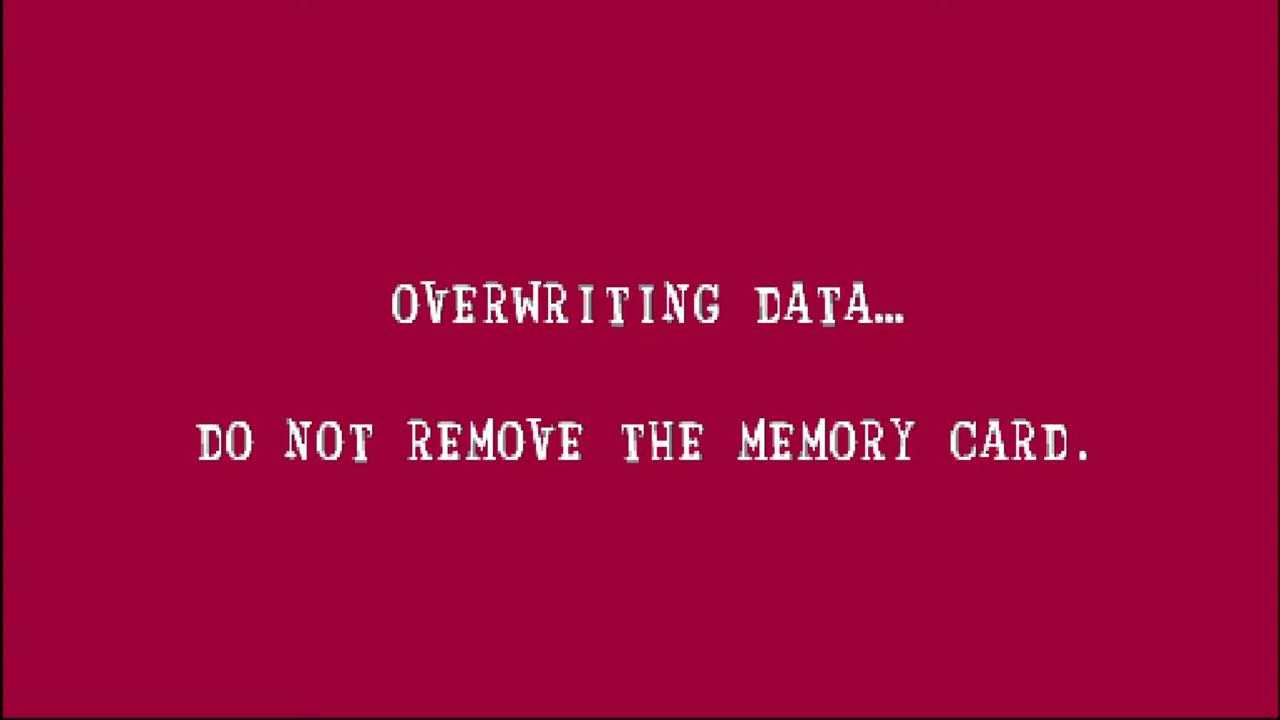 OVERWRITING DATA...
DO NOT REMOVE THE MEMORY CARD.